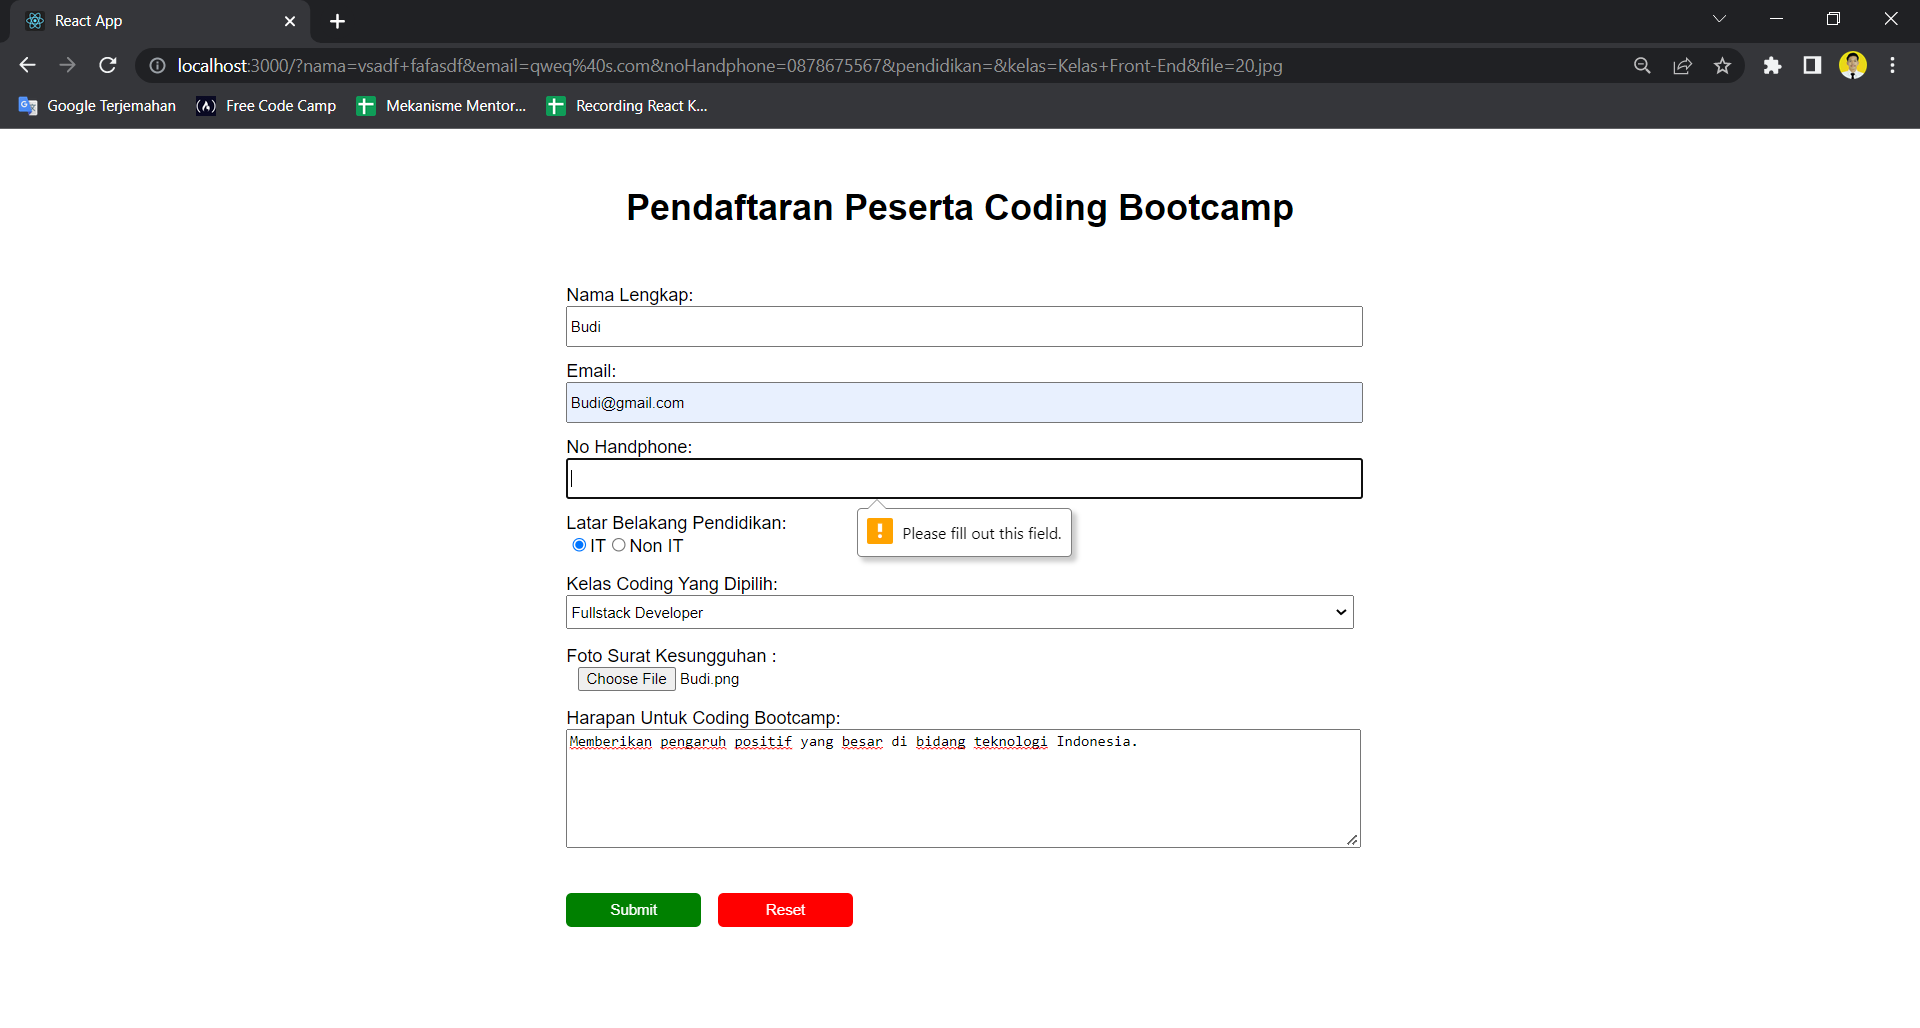 React App
localhost:3000/?nama=vsadf+fafasdf&email=qweq%40s.com&noHandphone=0878675567&pendidikan=&kelas=Kelas+Front-End&file=20.jpg
Google Terjemahan Free Code Camp Mekanisme Mentor... Recording React K...
Pendaftaran Peserta Coding Bootcamp
Nama Lengkap:
Budi
Email:
Budi@gmail.com
No Handphone:
Please fill out this field.
Latar Belakang Pendidikan:
IT Non IT
Kelas Coding Yang Dipilih:
Fullstack Developer
Foto Surat Kesungguhan :
Choose File Budi.png
Harapan Untuk Coding Bootcamp:
Memberikan pengaruh positif yang besar di bidang teknologi Indonesia.
Submit Reset